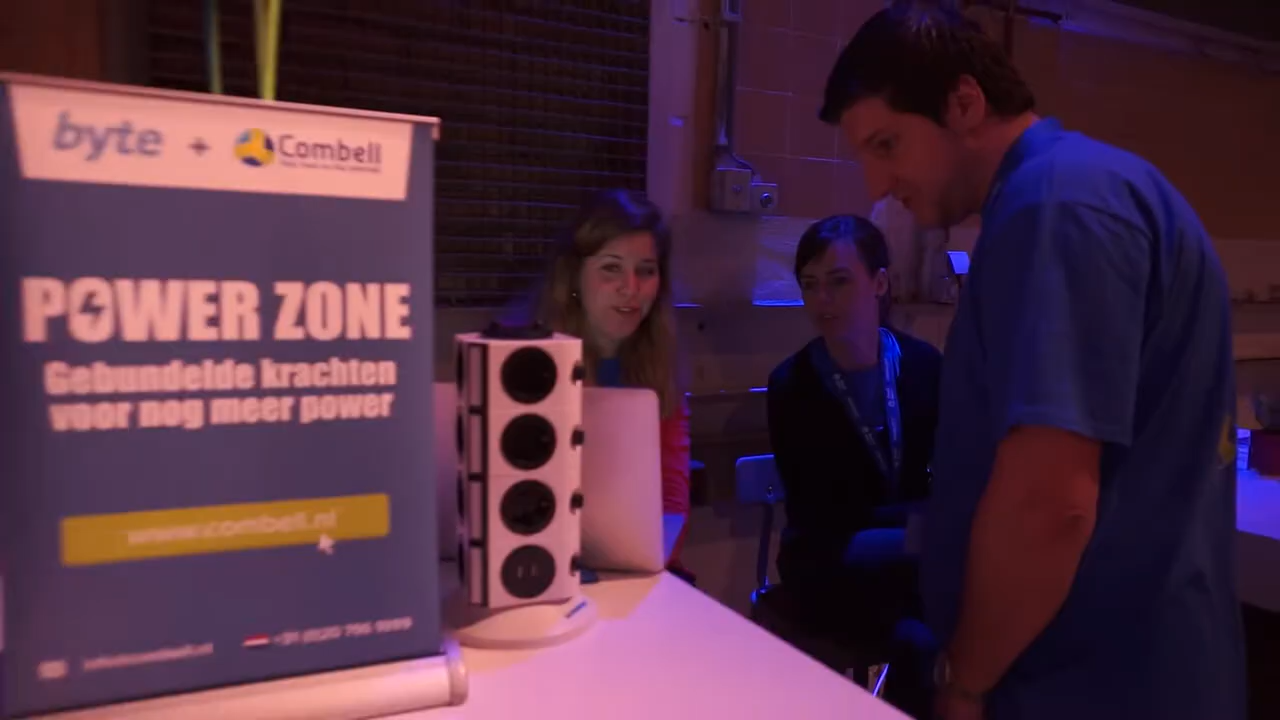 byte + Combell
POWER ZONE
Gebundelde krachten
voor nog meer power
www.combell.nl